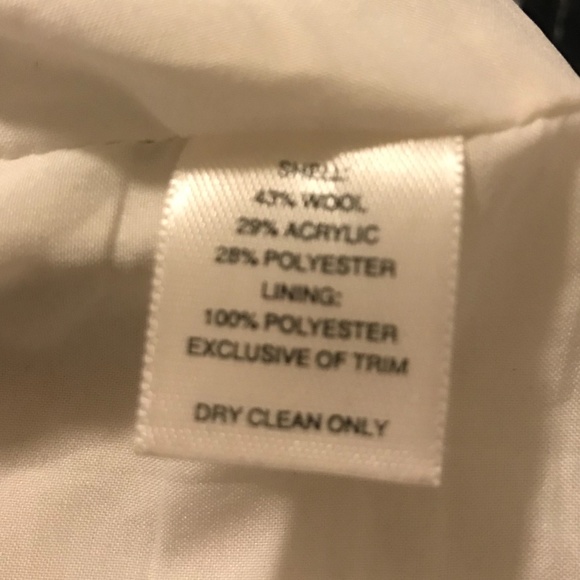 SHELL:
43% WOOL
29% ACRYLIC
28% POLYESTER
LINING:
100% POLYESTER
EXCLUSIVE OF TRIM
DRY CLEAN ONLY